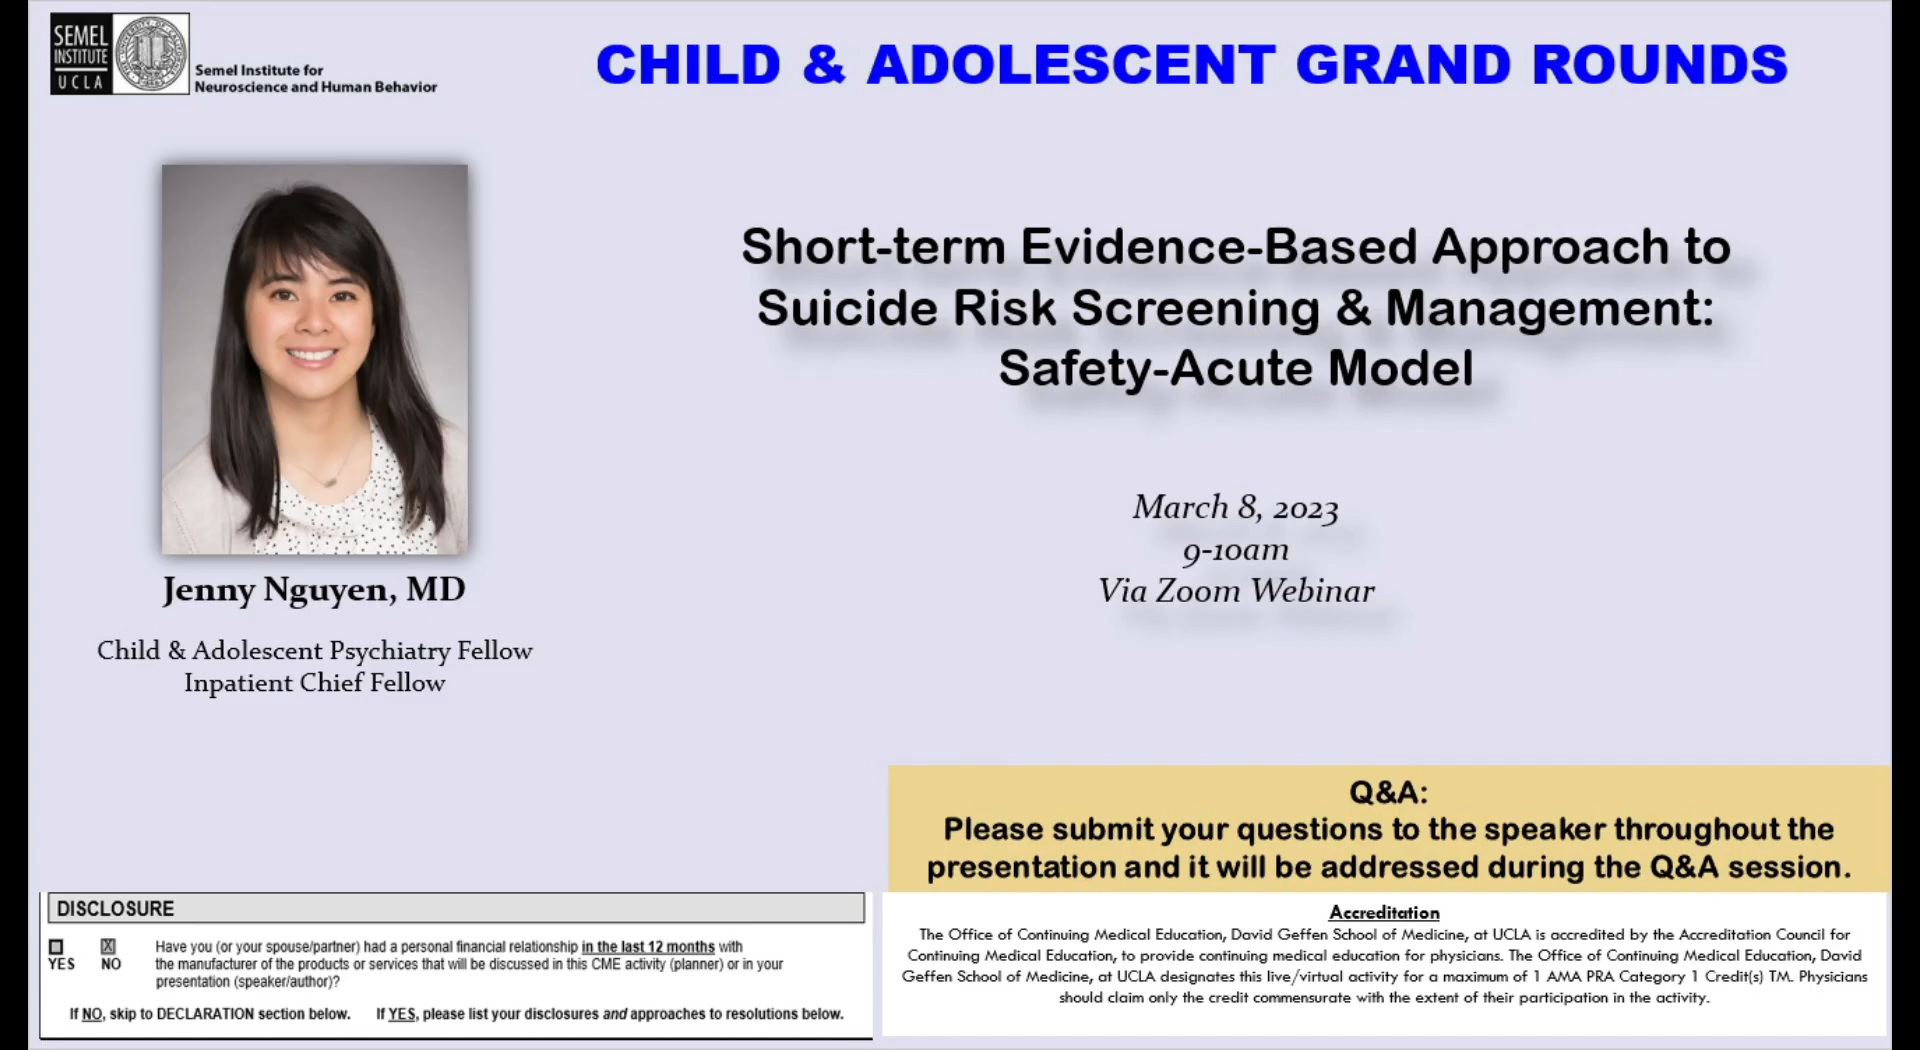 SEMEL
INSTITUTE
UCLA
Semel Institute for
Neuroscience and Human Behavior
CHILD & ADOLESCENT GRAND ROUNDS
Short-term Evidence-Based Approach to
Suicide Risk Screening & Management:
Safety-Acute Model
March 8, 2023
9-10am
Via Zoom Webinar
Jenny Nguyen, MD
Child & Adolescent Psychiatry Fellow
Inpatient Chief Fellow
Q&A:
Please submit your questions to the speaker throughout the
presentation and it will be addressed during the Q&A session.
DISCLOSURE
YES
X
NO
Have you (or your spouse/partner) had a personal financial relationship in the last 12 months with
the manufacturer of the products or services that will be discussed in this CME activity (planner) or in your
presentation (speaker/author)?
If NO, skip to DECLARATION section below. If YES, please list your disclosures and approaches to resolutions below.
Accreditation
The Office of Continuing Medical Education, David Geffen School of Medicine, at UCLA is accredited by the Accreditation Council for
Continuing Medical Education, to provide continuing medical education for physicians. The Office of Continuing Medical Education, David
Geffen School of Medicine, at UCLA designates this live/virtual activity for a maximum of 1 AMA PRA Category 1 Credit(s) TM. Physicians
should claim only the credit commensurate with the extent of their participation in the activity.